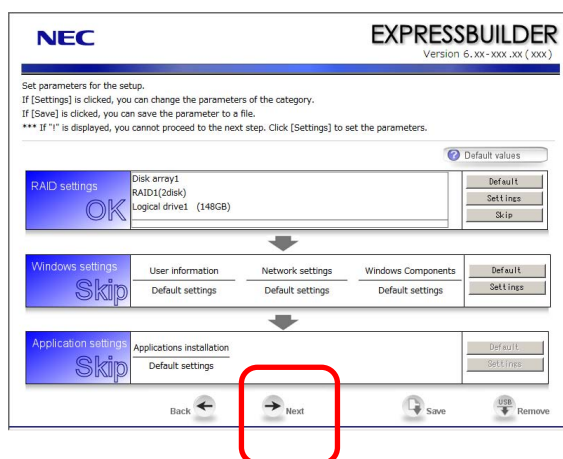 NEC
EXPRESSBUILDER
Version 6.xx-xxx.xx (xxx)
Set parameters for the setup.
If [Settings] is clicked, you can change the parameters of the category.
If [Save] is clicked, you can save the parameter to a file.
*** If "!" is displayed, you cannot proceed to the next step. Click [Settings] to set the parameters.
? Default values
RAID settings
OK
Disk array1
RAID1(2disk)
Logical drive1 (148GB)
Default
Settings
Skip
Windows settings
Skip
User information Network settings Windows Components
Default settings Default settings Default settings
Default
Settings
Application settings
Skip
Applications installation
Default settings
Default
Settings
Back Next Save USB Remove